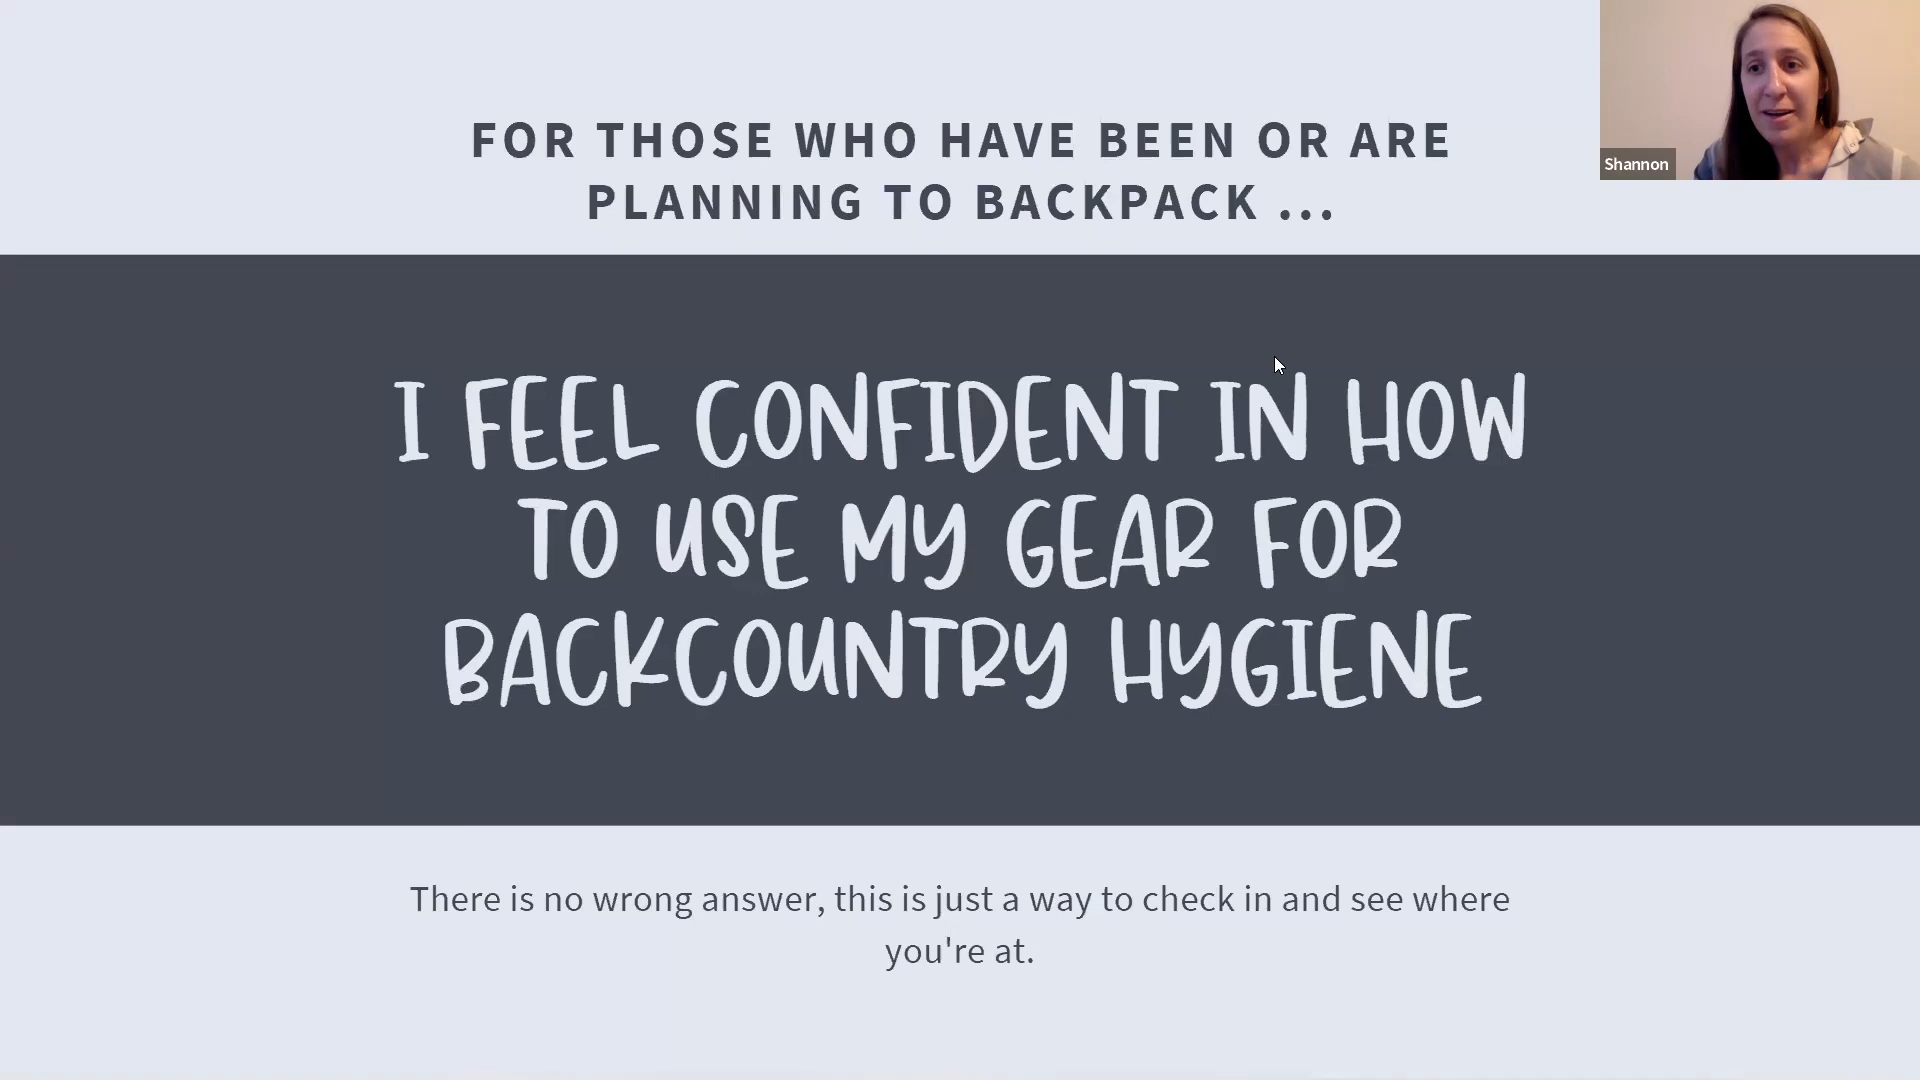 FOR THOSE WHO HAVE BEEN OR ARE
PLANNING TO BACKPACK ...
Shannon
I FEEL CONFIDENT IN HOW
TO USE MY GEAR FOR
BACKCOUNTRY HYGIENE
There is no wrong answer, this is just a way to check in and see where
you're at.